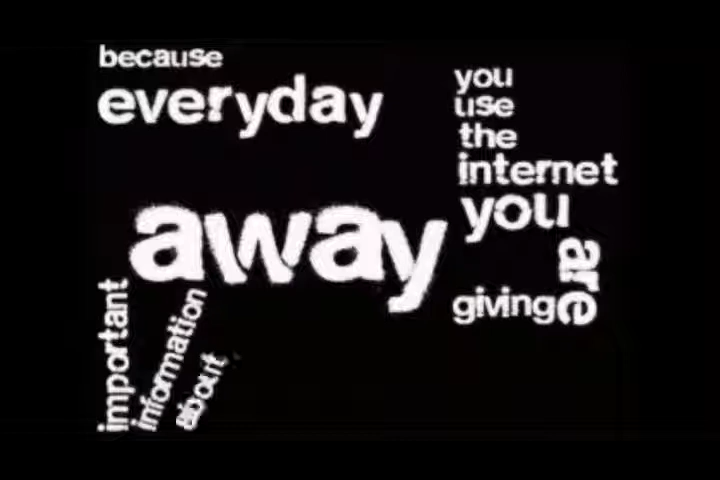 because
everyday
you
use
the
internet
you
are
giving
away
important
information
about